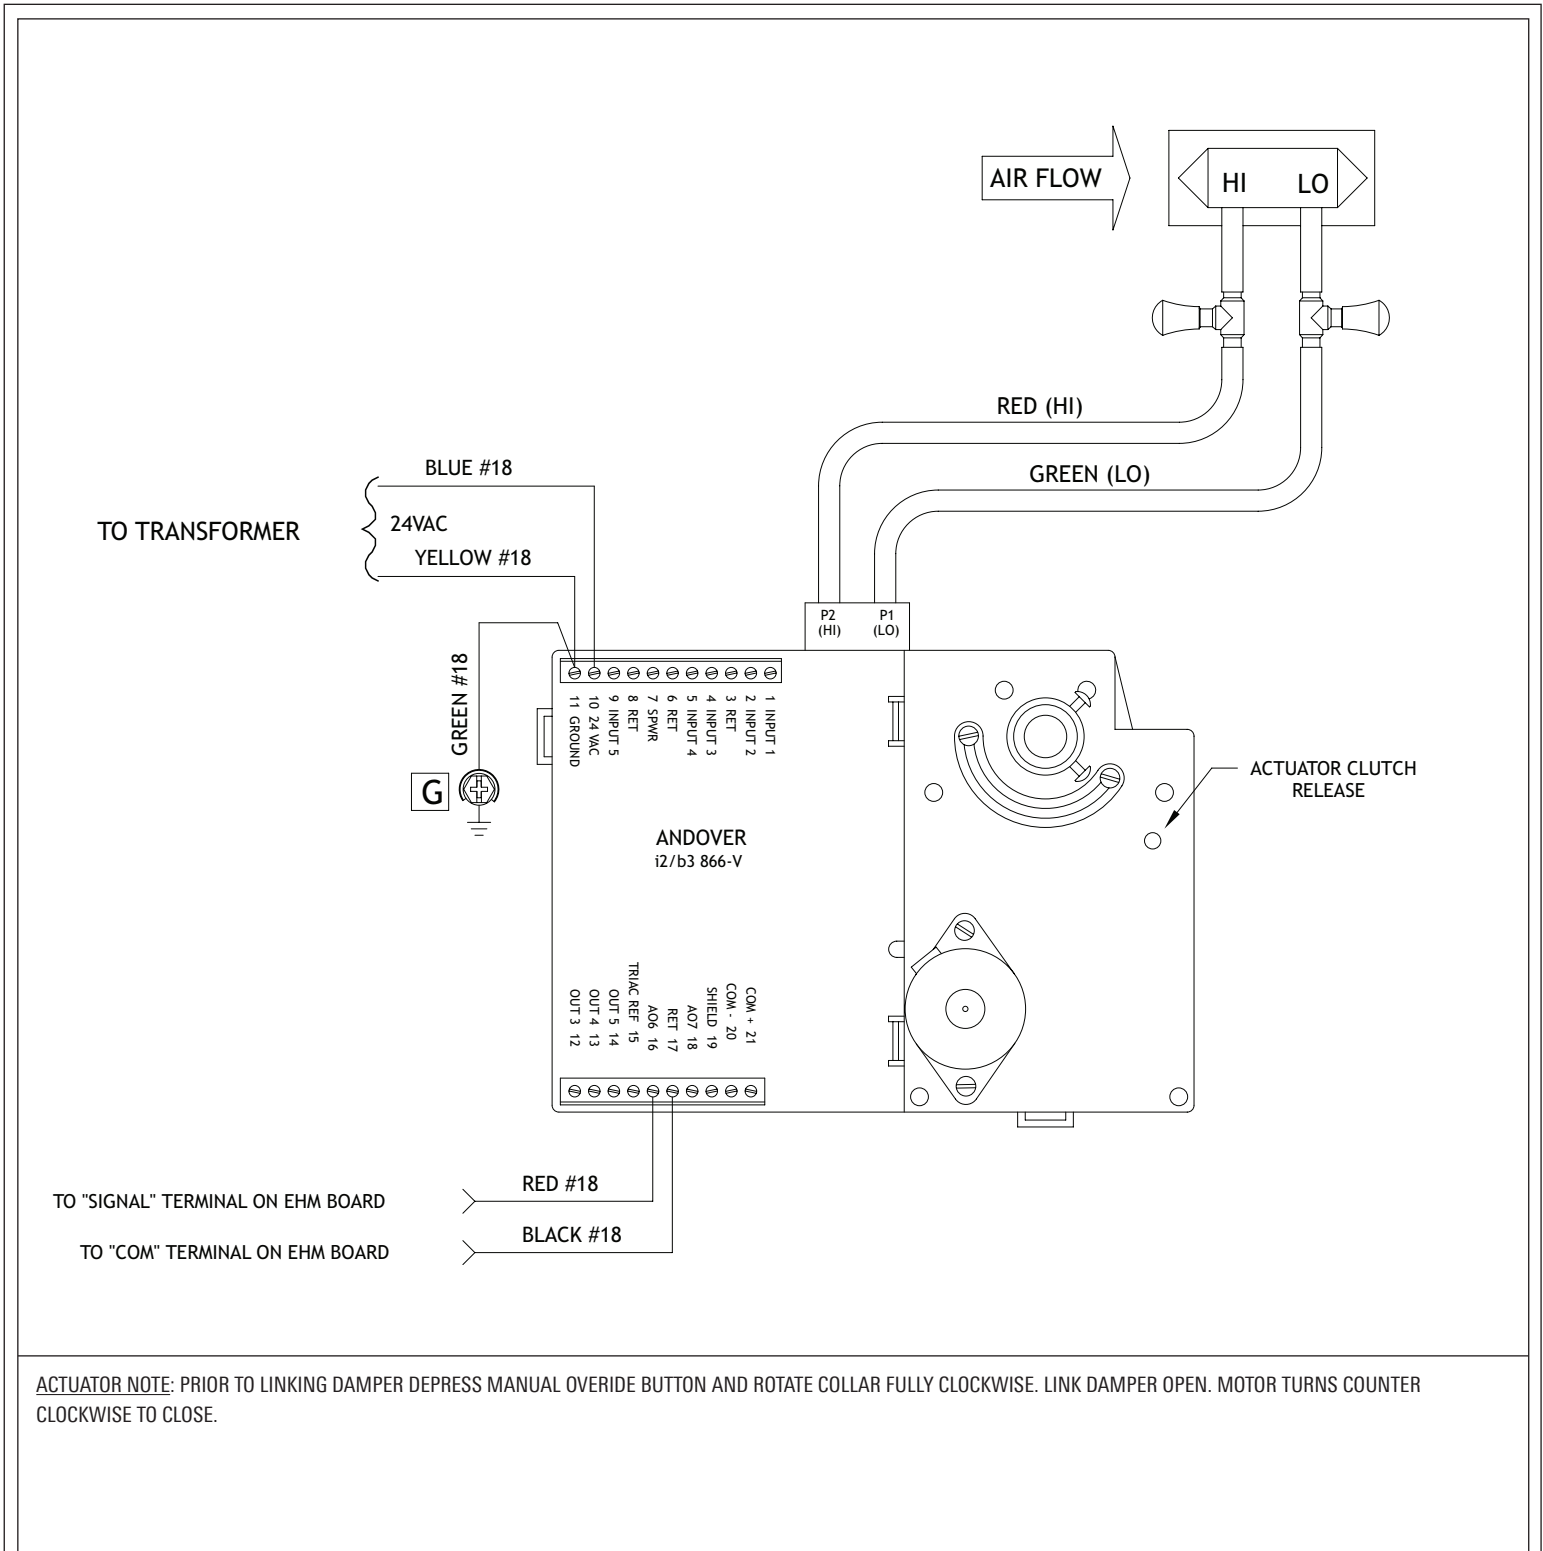 AIR FLOW
HI
LO
RED (HI)
GREEN (LO)
BLUE #18
24VAC
TO TRANSFORMER
YELLOW #18
P2
(HI)
P1
(LO)
GREEN #18
G
11 GROUND
10 24 VAC
9 INPUT 5
8 RET
7 SPWR
6 RET
5 INPUT 4
4 INPUT 3
3 RET
2 INPUT 2
1 INPUT 1
ACTUATOR CLUTCH
RELEASE
ANDOVER
i2/b3 866-V
OUT 3 12
OUT 4 13
OUT 5 14
TRIAC REF 15
AO6 16
RET 17
AO7 18
SHIELD 19
COM - 20
COM + 21
RED #18
TO "SIGNAL" TERMINAL ON EHM BOARD
BLACK #18
TO "COM" TERMINAL ON EHM BOARD
ACTUATOR NOTE: PRIOR TO LINKING DAMPER DEPRESS MANUAL OVERIDE BUTTON AND ROTATE COLLAR FULLY CLOCKWISE. LINK DAMPER OPEN. MOTOR TURNS COUNTER
CLOCKWISE TO CLOSE.